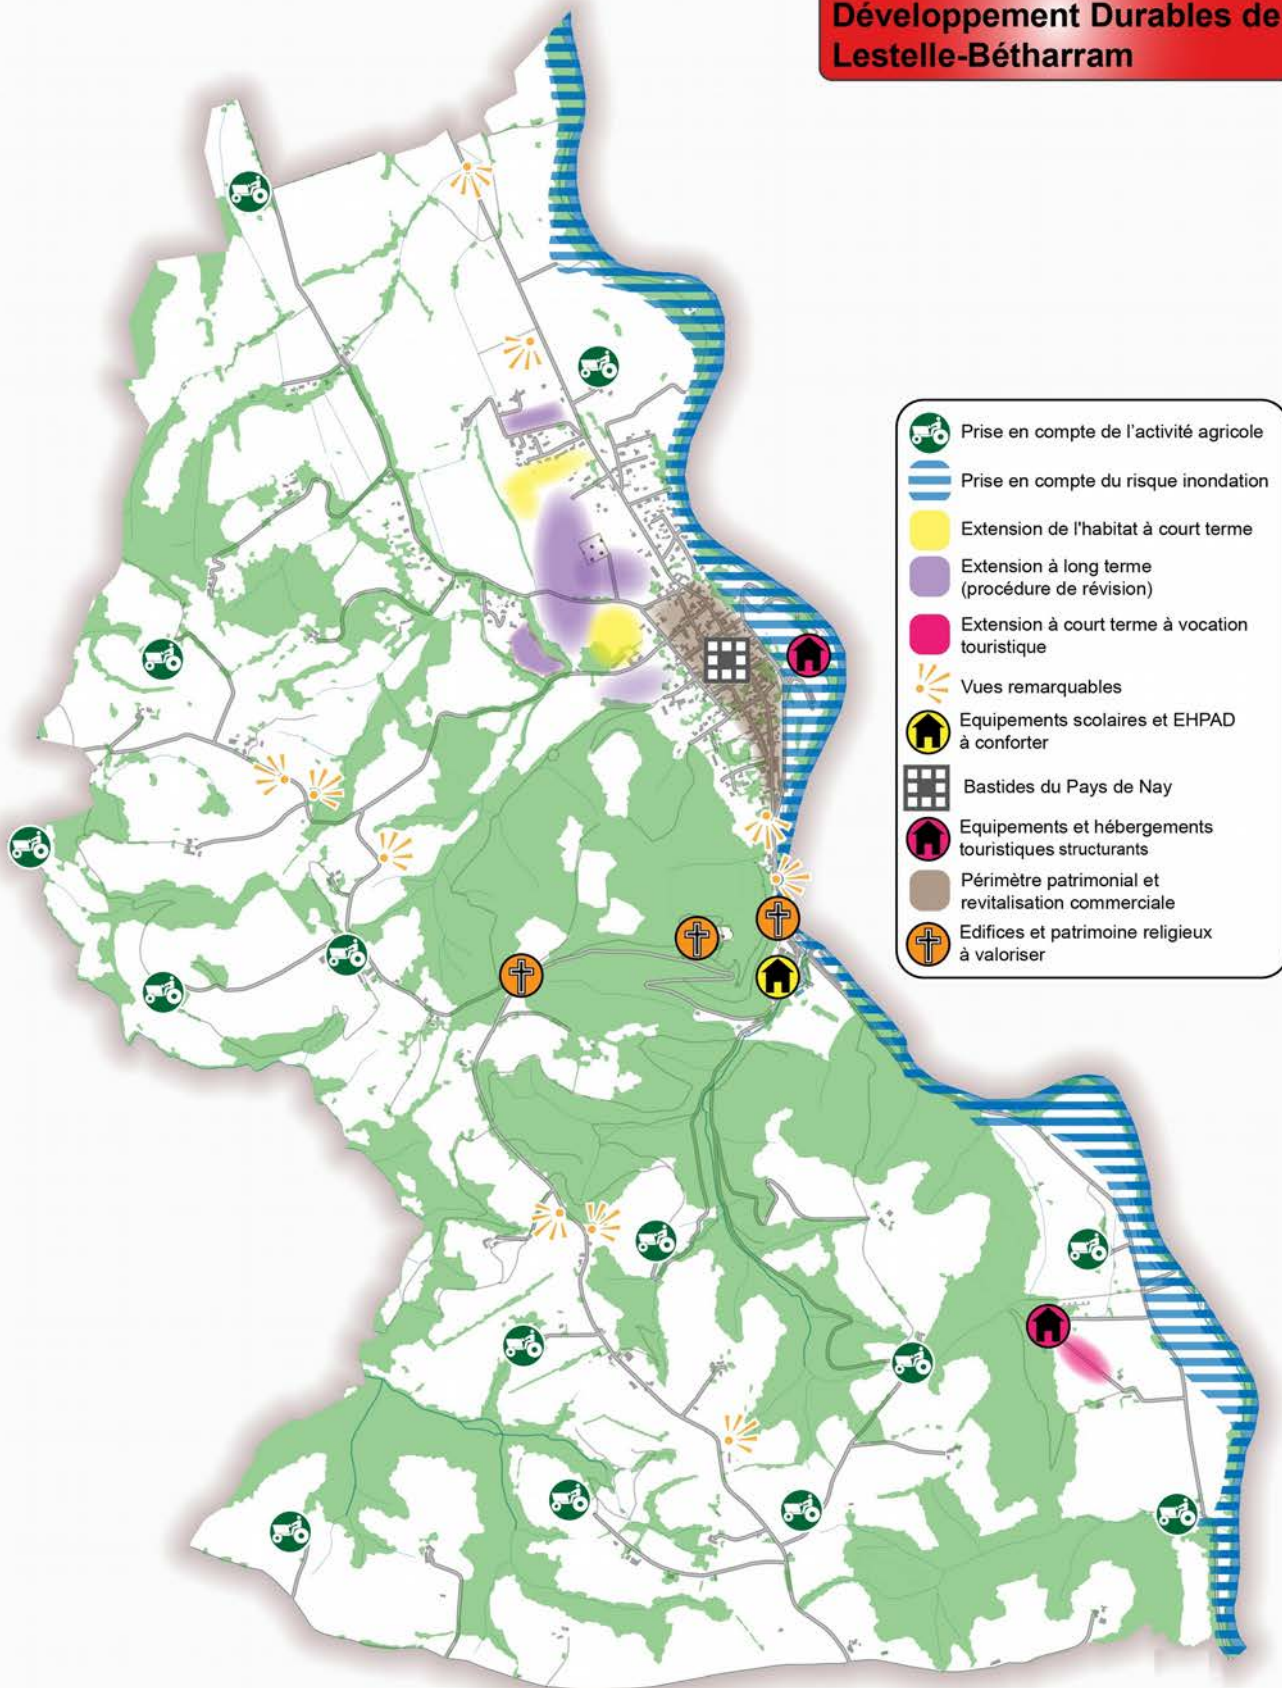 Développement Durables de
Lestelle-Bétharram
Prise en compte de l'activité agricole
Prise en compte du risque inondation
Extension de l'habitat à court terme
Extension à long terme
(procédure de révision)
Extension à court terme à vocation
touristique
Vues remarquables
Equipements scolaires et EHPAD
à conforter
Bastides du Pays de Nay
Equipements et hébergements
touristiques structurants
Périmètre patrimonial et
revitalisation commerciale
Edifices et patrimoine religieux
à valoriser